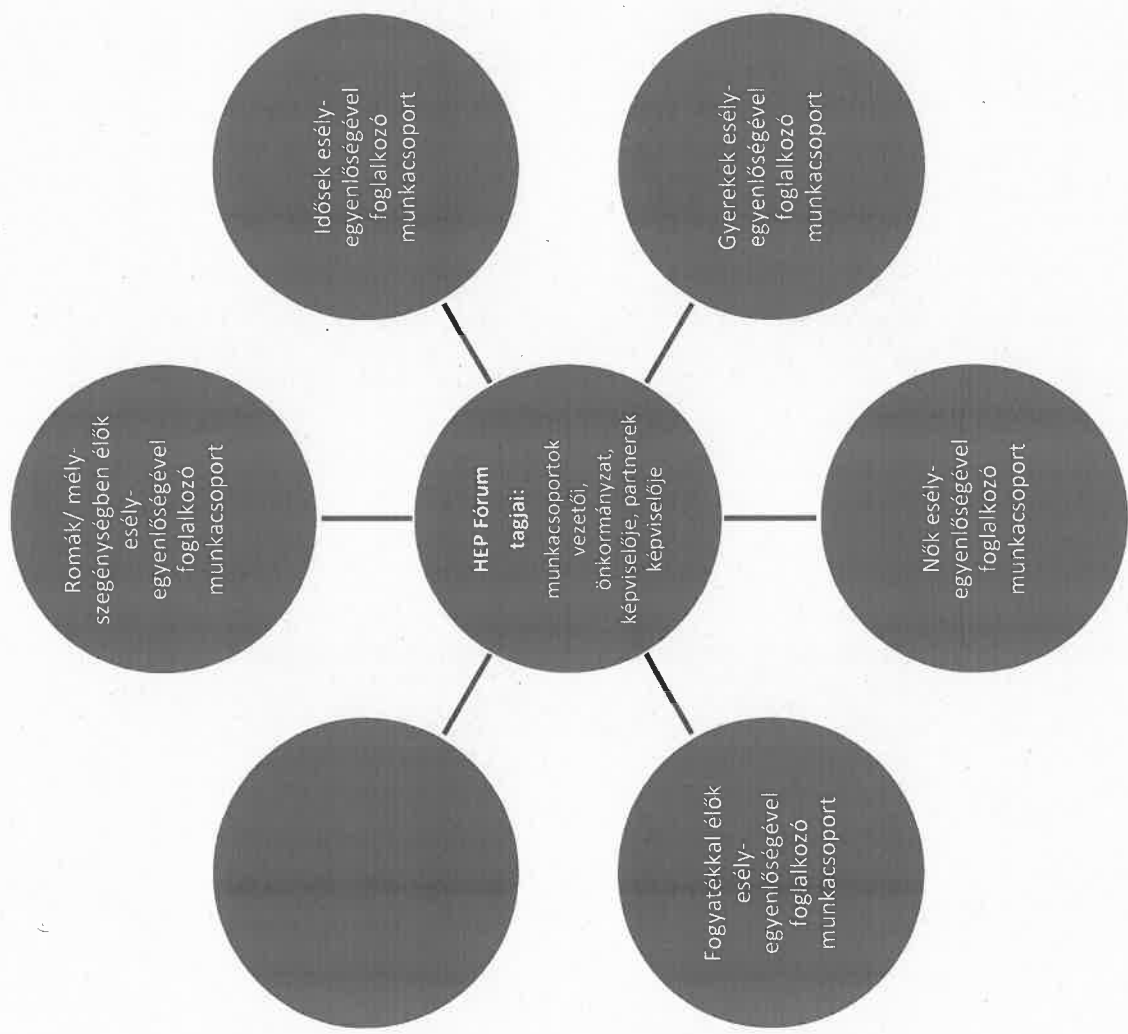 Romák/ mély-
szegénységben élők
esély-
egyenlőségével
foglalkozó
munkacsoport
Idősek esély-
egyenlőségével
foglalkozó
munkacsoport
Gyerekek esély-
egyenlőségével
foglalkozó
munkacsoport
Nők esély-
egyenlőségével
foglalkozó
munkacsoport
Fogyatékkal élők
esély-
egyenlőségével
foglalkozó
munkacsoport
HEP Fórum
tagjai:
munkacsoportok
vezetői,
önkormányzat,
képviselője, partnerek
képviselője